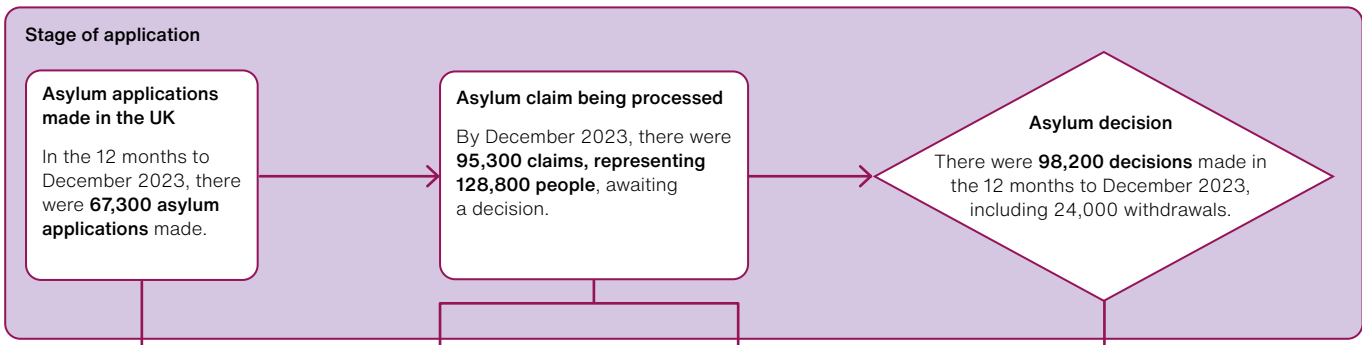 Stage of application
Asylum applications
made in the UK
In the 12 months to
December 2023, there
were 67,300 asylum
applications made.
Asylum claim being processed
By December 2023, there were
95,300 claims, representing
128,800 people, awaiting
a decision.
Asylum decision
There were 98,200 decisions made in
the 12 months to December 2023,
including 24,000 withdrawals.